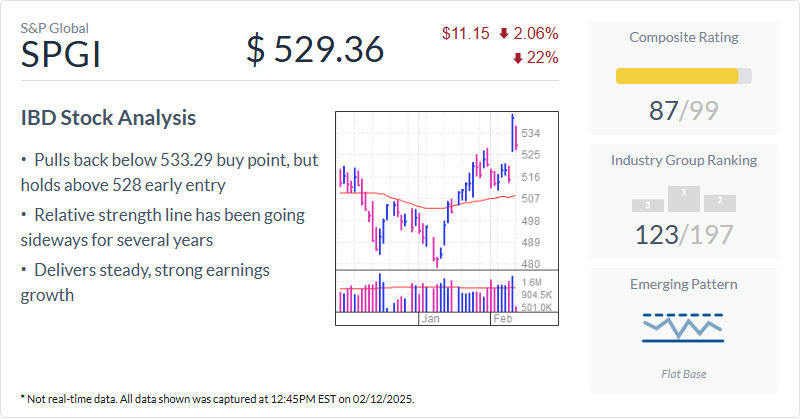 S&P Global
SPGI
$ 529.36
$11.15 2.06%
22%
IBD Stock Analysis
• Pulls back below 533.29 buy point, but
holds above 528 early entry
• Relative strength line has been going
sideways for several years
• Delivers steady, strong earnings
growth
534
525
516
507
498
489
480
1.6M
904.5K
501.0K
Jan
Feb
Composite Rating
87/99
Industry Group Ranking
3
1
2
123/197
Emerging Pattern
Flat Base
* Not real-time data. All data shown was captured at 12:45PM EST on 02/12/2025.